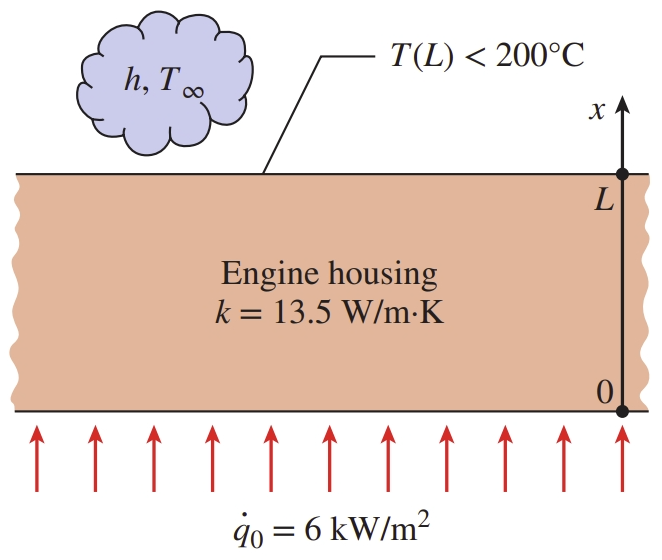 h, T∞
T(L) < 200°C
x
L
Engine housing
k = 13.5 W/m·K
0
q̇₀ = 6 kW/m²